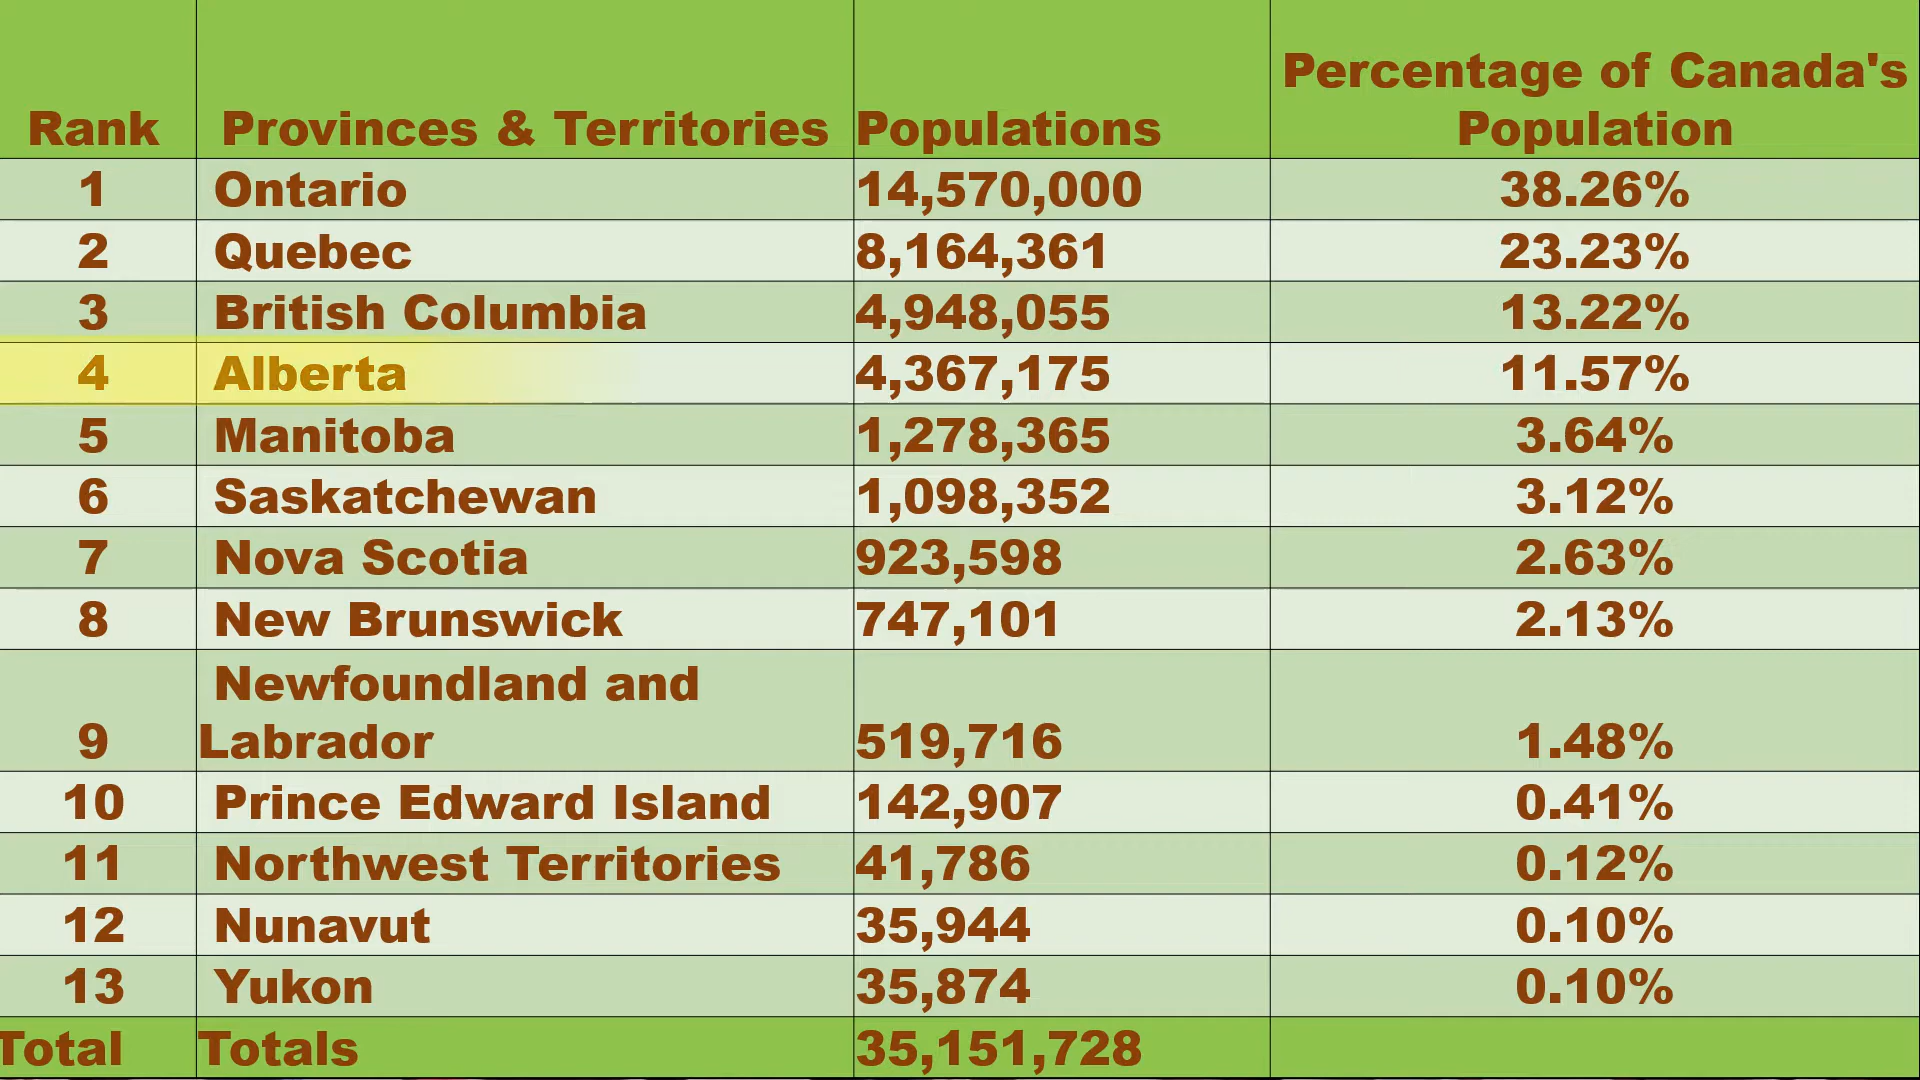 Rank Provinces & Territories Populations Percentage of Canada's Population
1 Ontario 14,570,000 38.26%
2 Quebec 8,164,361 23.23%
3 British Columbia 4,948,055 13.22%
4 Alberta 4,367,175 11.57%
5 Manitoba 1,278,365 3.64%
6 Saskatchewan 1,098,352 3.12%
7 Nova Scotia 923,598 2.63%
8 New Brunswick 747,101 2.13%
9 Newfoundland and Labrador 519,716 1.48%
10 Prince Edward Island 142,907 0.41%
11 Northwest Territories 41,786 0.12%
12 Nunavut 35,944 0.10%
13 Yukon 35,874 0.10%
Total Totals 35,151,728